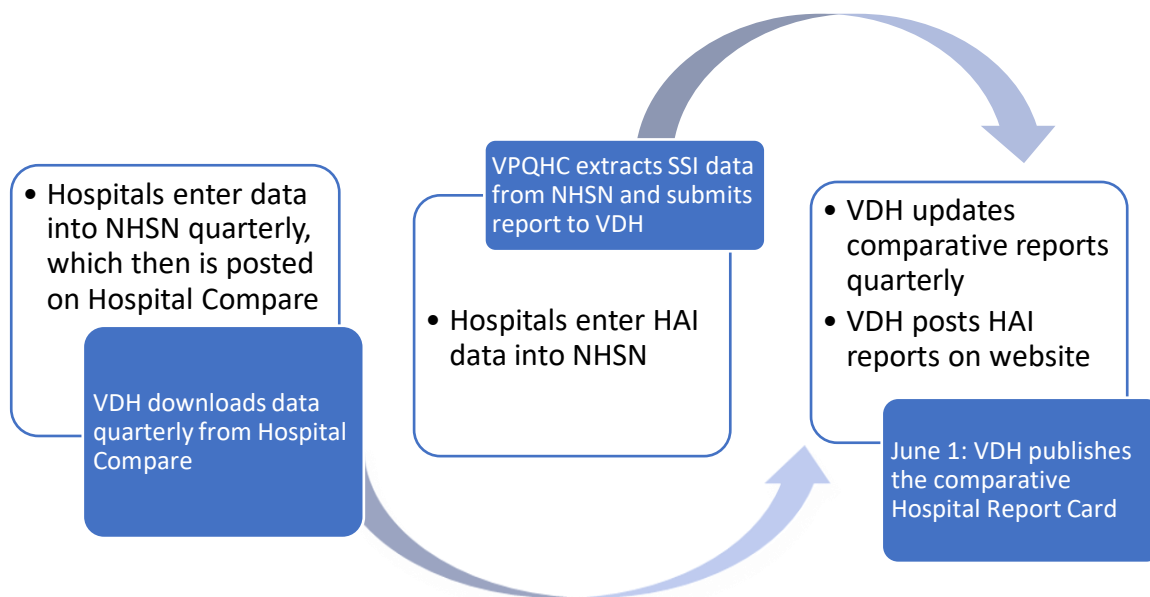 • Hospitals enter data
into NHSN quarterly,
which then is posted
on Hospital Compare
VDH downloads data
quarterly from Hospital
Compare
VPQHC extracts SSI data
from NHSN and submits
report to VDH
• Hospitals enter HAI
data into NHSN
• VDH updates
comparative reports
quarterly
• VDH posts HAI
reports on website
June 1: VDH publishes
the comparative
Hospital Report Card